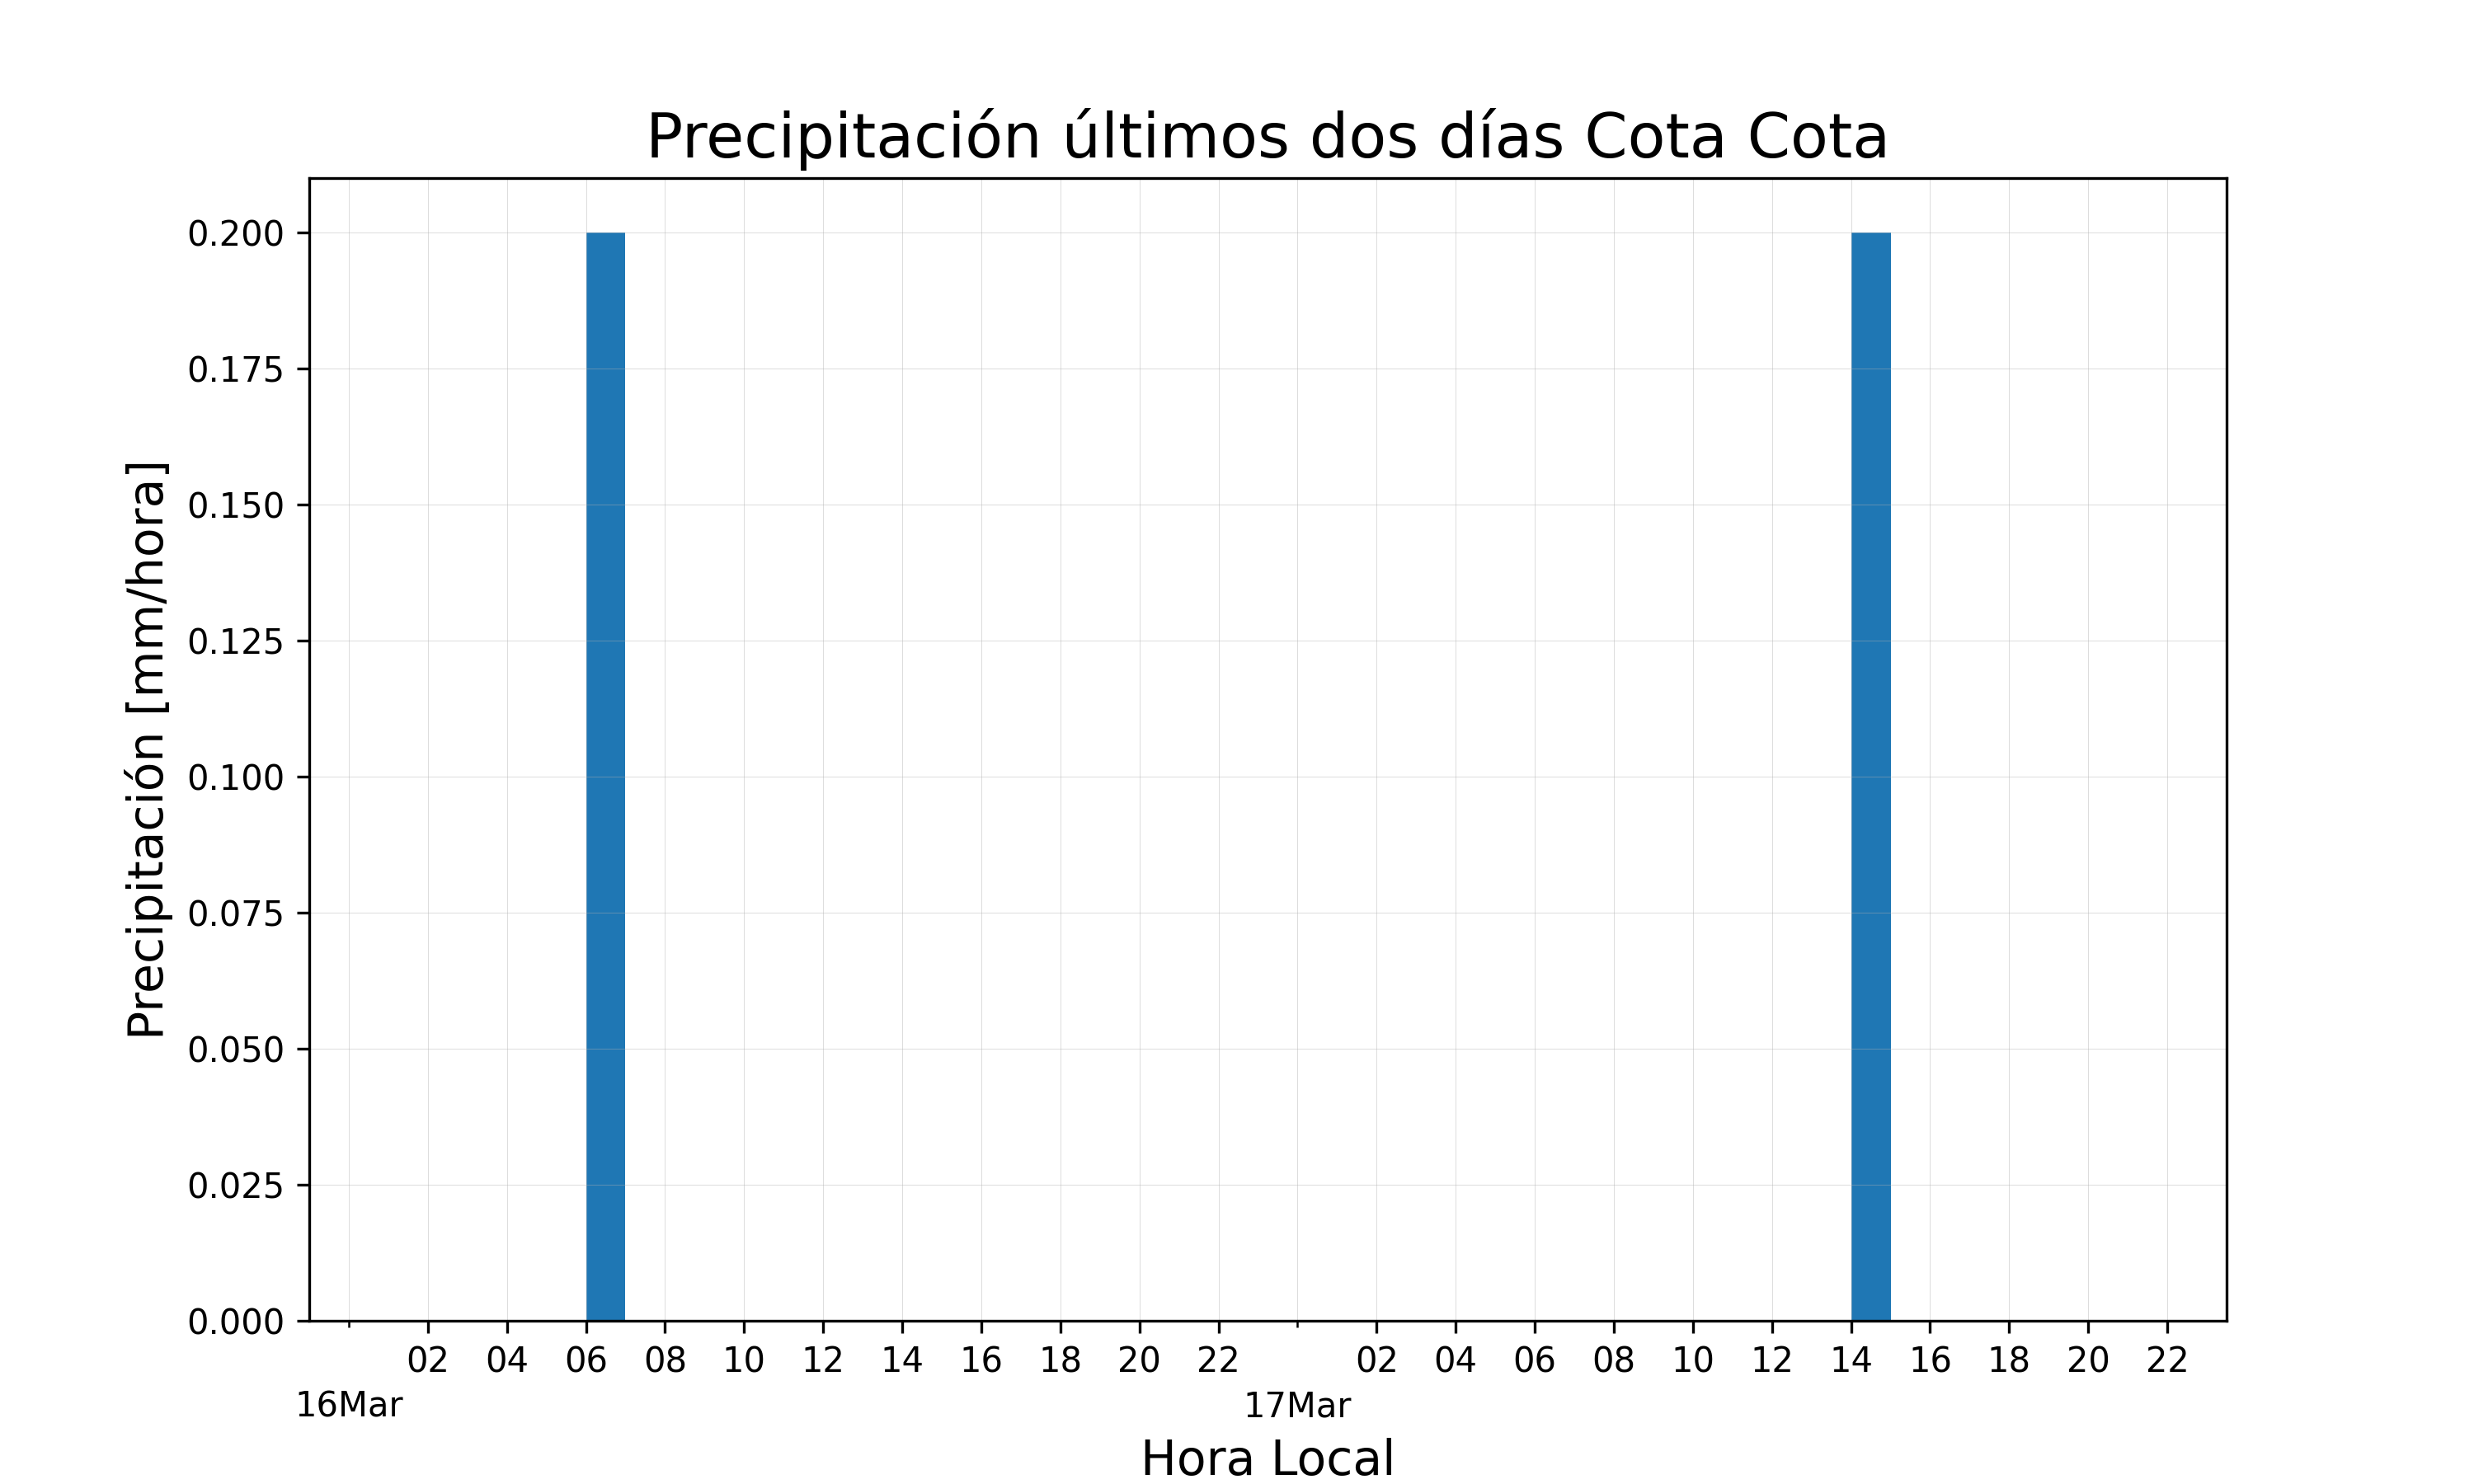 Precipitación últimos dos días Cota Cota
Precipitación [mm/hora]
0.200
0.175
0.150
0.125
0.100
0.075
0.050
0.025
0.000
02 04 06 08 10 12 14 16 18 20 22 02 04 06 08 10 12 14 16 18 20 22
16Mar 17Mar
Hora Local